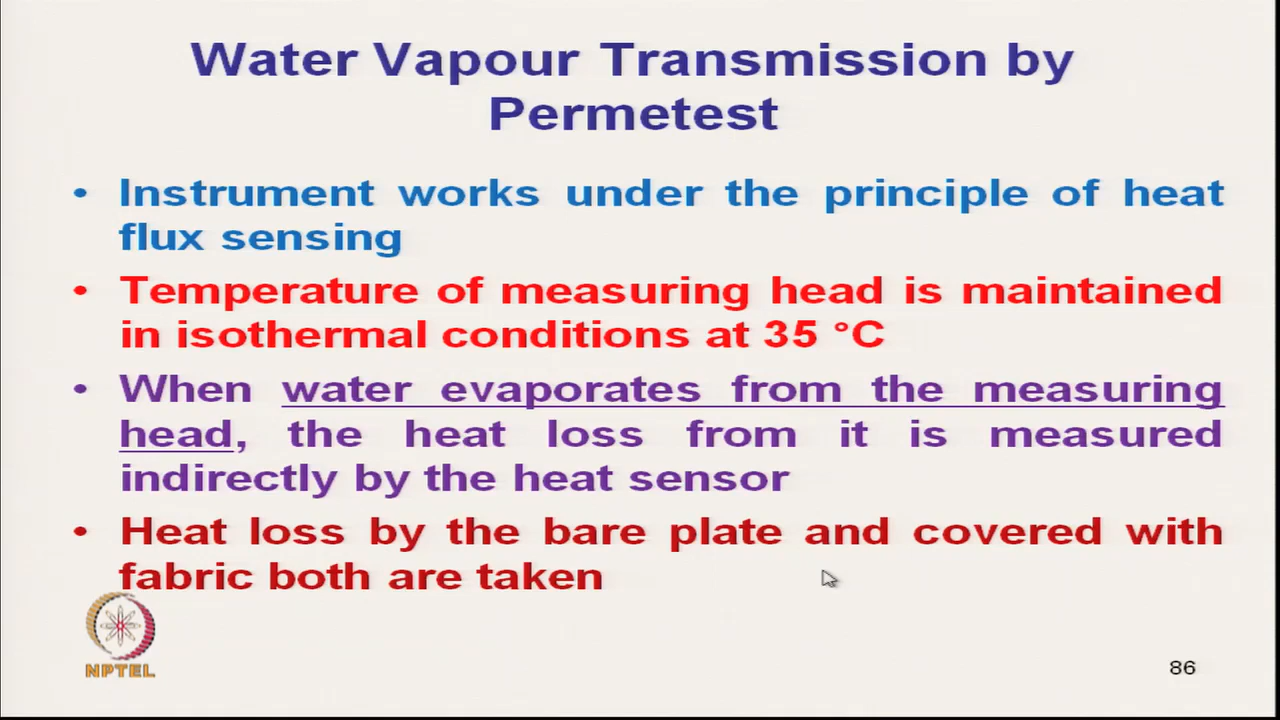 Water Vapour Transmission by
Permetest
• Instrument works under the principle of heat
flux sensing
• Temperature of measuring head is maintained
in isothermal conditions at 35 °C
• When water evaporates from the measuring
head, the heat loss from it is measured
indirectly by the heat sensor
• Heat loss by the bare plate and covered with
fabric both are taken
NPTEL
86